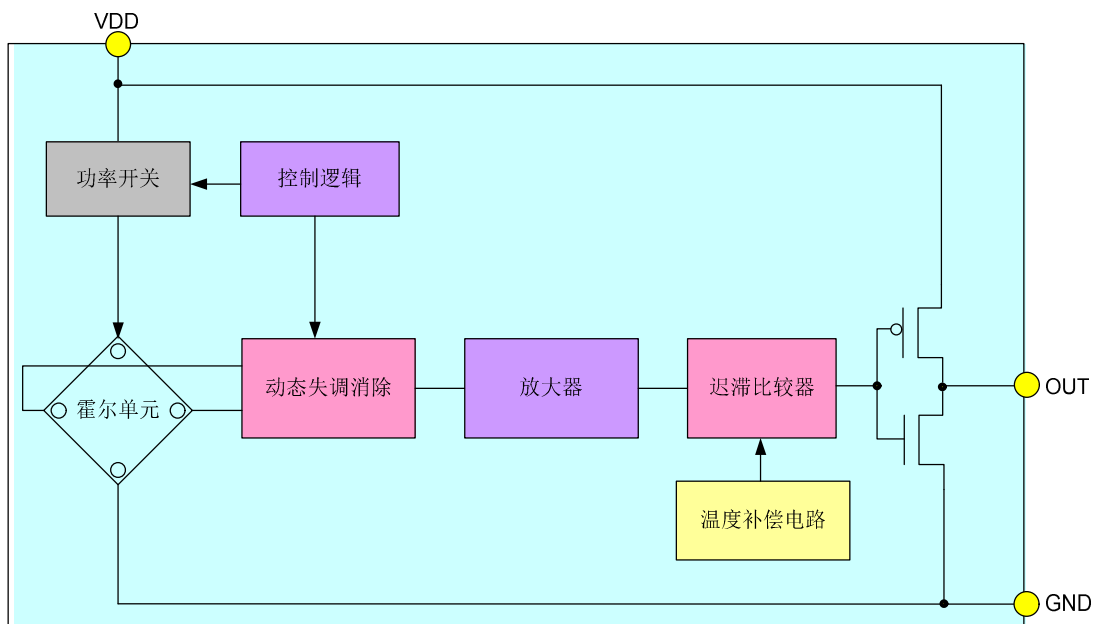 VDD
功率开关
控制逻辑
霍尔单元
动态失调消除
放大器
迟滞比较器
OUT
温度补偿电路
GND